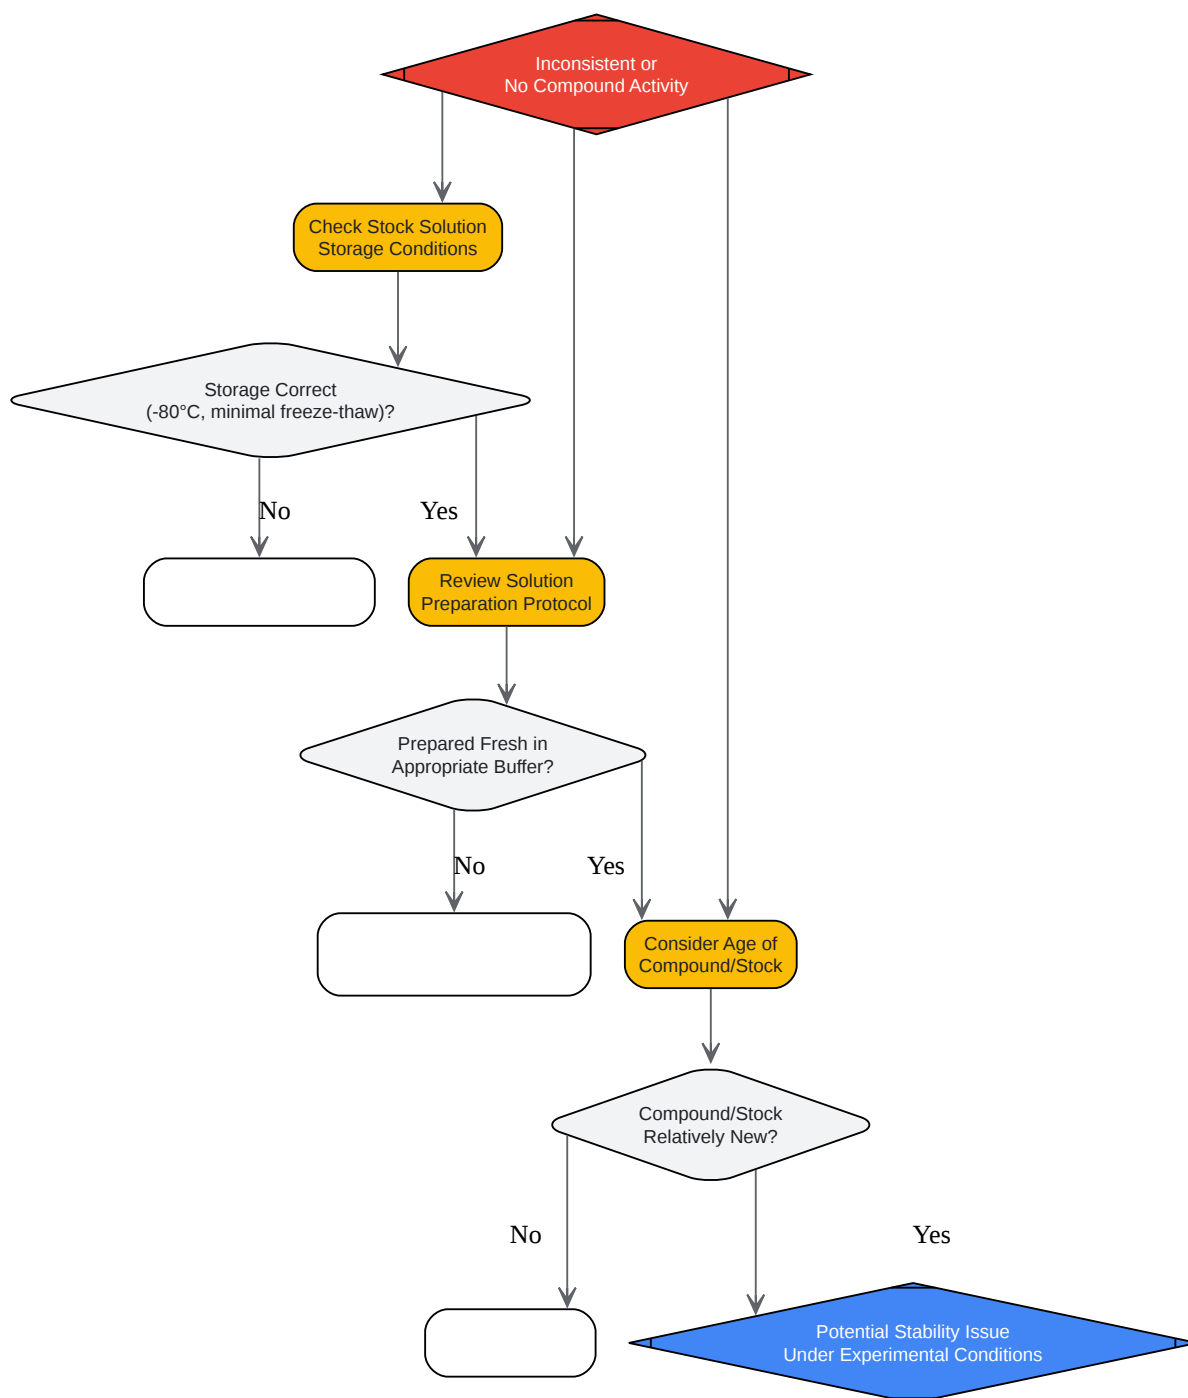 Inconsistent or
No Compound Activity
Check Stock Solution
Storage Conditions
Storage Correct
(-80°C, minimal freeze-thaw)?
No
Yes
Review Solution
Preparation Protocol
Prepared Fresh in
Appropriate Buffer?
No
Yes
Consider Age of
Compound/Stock
Compound/Stock
Relatively New?
No
Yes
Potential Stability Issue
Under Experimental Conditions